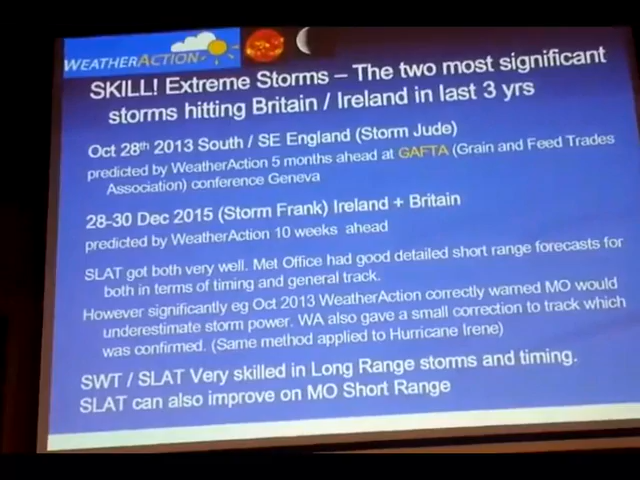 WEATHERACTION
SKILL! Extreme Storms – The two most significant
storms hitting Britain / Ireland in last 3 yrs
Oct 28th 2013 South / SE England (Storm Jude)
predicted by WeatherAction 5 months ahead at GAFTA (Grain and Feed Trades
Association) conference Geneva
28-30 Dec 2015 (Storm Frank) Ireland + Britain
predicted by WeatherAction 10 weeks ahead
SLAT got both very well. Met Office had good detailed short range forecasts for
both in terms of timing and general track.
However significantly eg Oct 2013 WeatherAction correctly warned MO would
underestimate storm power. WA also gave a small correction to track which
was confirmed. (Same method applied to Hurricane Irene)
SWT / SLAT Very skilled in Long Range storms and timing.
SLAT can also improve on MO Short Range